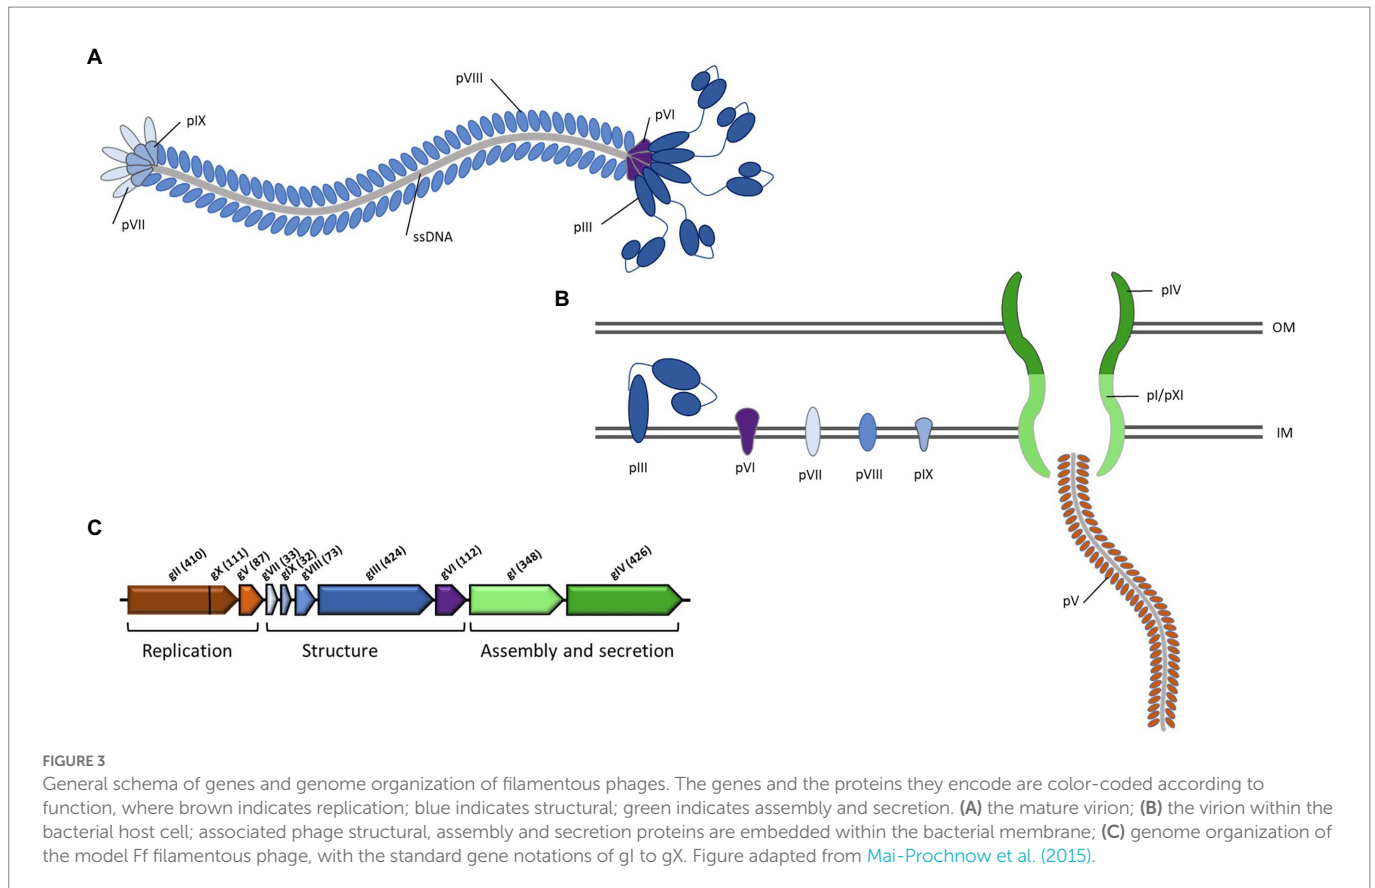 A
pVIII
pIX
pVI
pVII
ssDNA
pIII
B
pIV
OM
pI/pXI
IM
pIII
pVI
pVII
pVIII
pIX
pV
C
gII (410)
gX (111)
gV (87)
gVII (33)
gIX (32)
gVIII (73)
gIII (424)
gVI (112)
gI (348)
gIV (426)
Replication
Structure
Assembly and secretion
FIGURE 3
General schema of genes and genome organization of filamentous phages. The genes and the proteins they encode are color-coded according to
function, where brown indicates replication; blue indicates structural; green indicates assembly and secretion. (A) the mature virion; (B) the virion within the
bacterial host cell; associated phage structural, assembly and secretion proteins are embedded within the bacterial membrane; (C) genome organization of
the model Ff filamentous phage, with the standard gene notations of gI to gX. Figure adapted from Mai-Prochnow et al. (2015).